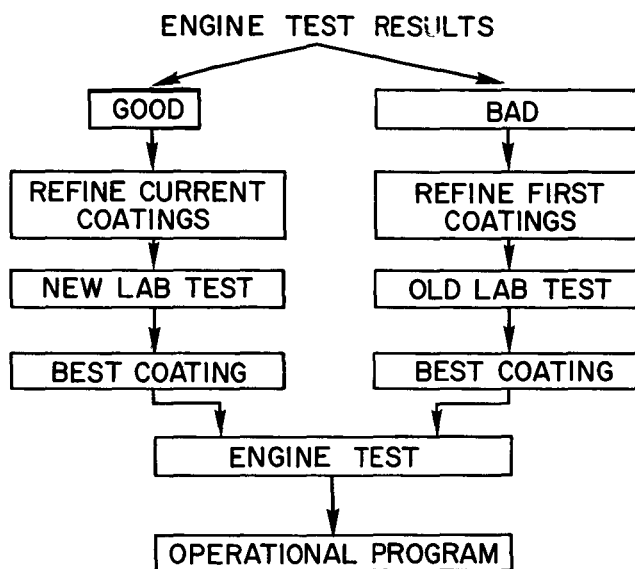 ENGINE TEST RESULTS
GOOD
BAD
REFINE CURRENT
COATINGS
REFINE FIRST
COATINGS
NEW LAB TEST
OLD LAB TEST
BEST COATING
BEST COATING
ENGINE TEST
OPERATIONAL PROGRAM